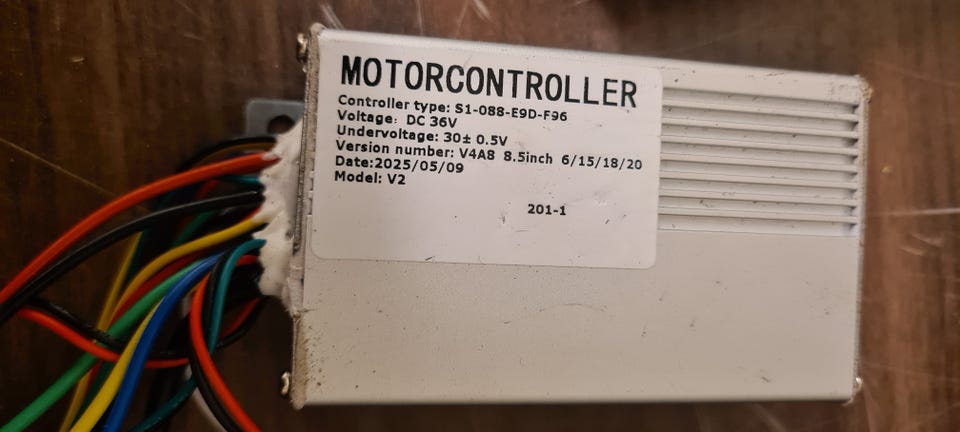 MOTORCONTROLLER
Controller type: S1-088-E9D-F96
Voltage: DC 36V
Undervoltage: 30± 0.5V
Version number: V4A8 8.5inch 6/15/18/20
Date:2025/05/09
Model: V2
201-1